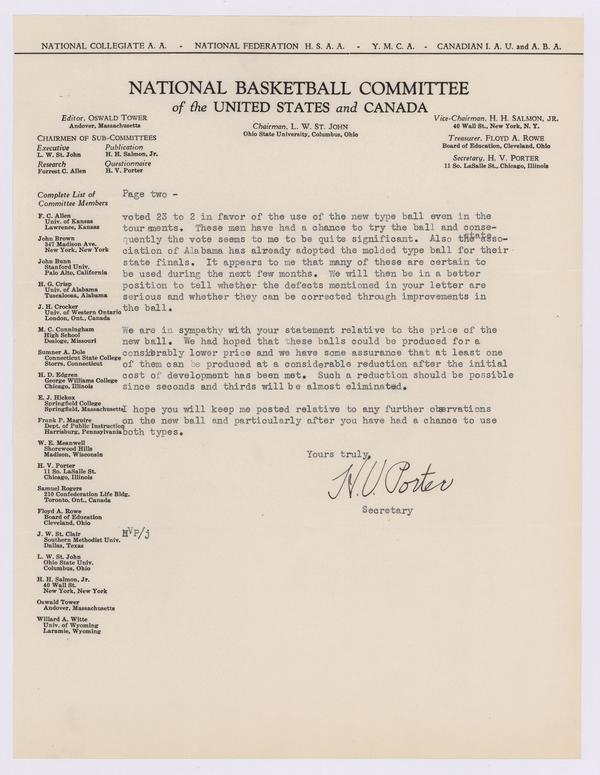 NATIONAL COLLEGIATE A. A. - NATIONAL FEDERATION H. S. A. A. - Y. M. C. A. - CANADIAN I. A. U. and A. B. A.
NATIONAL BASKETBALL COMMITTEE
of the UNITED STATES and CANADA
Editor, OSWALD TOWER
Andover, Massachusetts
CHAIRMEN OF SUB-COMMITTEES
Executive Publication
L. W. St. John H. H. Salmon, Jr.
Research Questionnaire
Forrest C. Allen H. V. Porter
Chairman, L. W. ST. JOHN
Ohio State University, Columbus, Ohio
Vice-Chairman, H. H. SALMON, JR.
40 Wall St., New York, N. Y.
Treasurer, FLOYD A. ROWE
Board of Education, Cleveland, Ohio
Secretary, H. V. PORTER
11 So. LaSalle St., Chicago, Illinois
Complete List of
Committee Members
F. C. Allen
Univ. of Kansas
Lawrence, Kansas
John Brown
347 Madison Ave.
New York, New York
John Bunn
Stanford Univ.
Palo Alto, California
H. G. Crisp
Univ. of Alabama
Tuscaloosa, Alabama
J. H. Crocker
Univ. of Western Ontario
London, Ont., Canada
M. C. Cunningham
High School
Desloge, Missouri
Sumner A. Dole
Connecticut State College
Storrs, Connecticut
H. D. Edgren
George Williams College
Chicago, Illinois
E. J. Hickox
Springfield College
Springfield, Massachusetts
Frank P. Maguire
Dept. of Public Instruction
Harrisburg, Pennsylvania
W. E. Meanwell
Shorewood Hills
Madison, Wisconsin
H. V. Porter
11 So. LaSalle St.
Chicago, Illinois
Samuel Rogers
210 Confederation Life Bldg.
Toronto, Ont., Canada
Floyd A. Rowe
Board of Education
Cleveland, Ohio
J. W. St. Clair
Southern Methodist Univ.
Dallas, Texas
L. W. St. John
Ohio State Univ.
Columbus, Ohio
H. H. Salmon, Jr.
40 Wall St.
New York, New York
Oswald Tower
Andover, Massachusetts
Willard A. Witte
Univ. of Wyoming
Laramie, Wyoming
Page two -
voted 23 to 2 in favor of the use of the new type ball even in the
tour ements. These men have had a chance to try the ball and conse-
quently the vote seems to me to be quite significant. Also the state asso-
ciation of Alabama has already adopted the molded type ball for their
state finals. It appears to me that many of these are certain to
be used during the next few months. We will then be in a better
position to tell whether the defects mentioned in your letter are
serious and whether they can be corrected through improvements in
the ball.
We are in sympathy with your statement relative to the price of the
new ball. We had hoped that these balls could be produced for a
considrably lower price and we have some assurance that at least one
of them can be produced at a considerable reduction after the initial
cost of development has been met. Such a reduction should be possible
since seconds and thirds will be almost eliminated.
I hope you will keep me posted relative to any further observations
on the new ball and particularly after you have had a chance to use
both types.
Yours truly,
H. V. Porter
Secretary
HVP/j